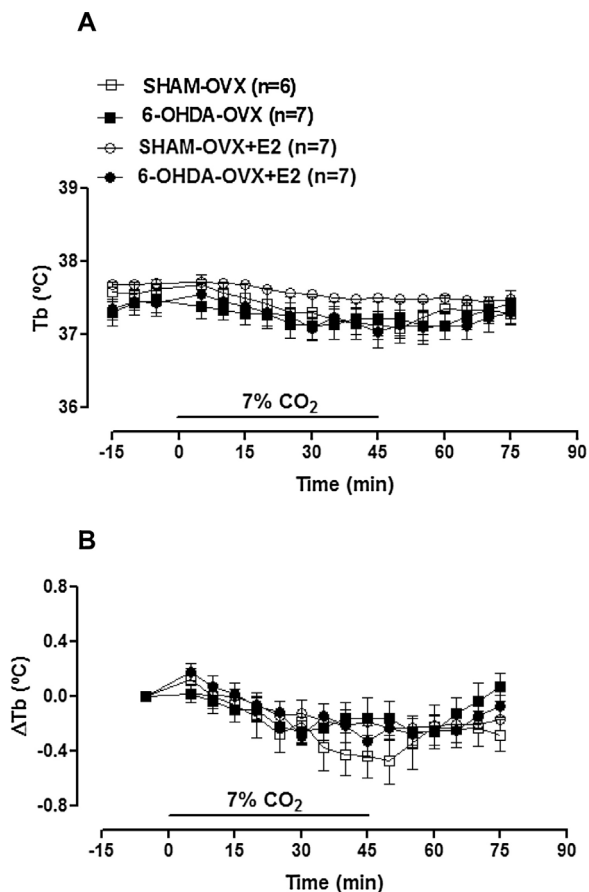 A
SHAM-OVX (n=6)
6-OHDA-OVX (n=7)
SHAM-OVX+E2 (n=7)
6-OHDA-OVX+E2 (n=7)
39
38
37
36
Tb (ºC)
7% CO2
-15 0 15 30 45 60 75 90
Time (min)
B
0.8
0.4
0.0
-0.4
-0.8
ΔTb (ºC)
7% CO2
-15 0 15 30 45 60 75 90
Time (min)